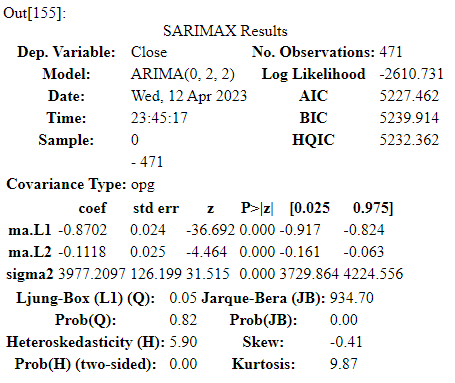 Out[155]:
SARIMAX Results
Dep. Variable: Close No. Observations: 471
Model: ARIMA(0, 2, 2) Log Likelihood -2610.731
Date: Wed, 12 Apr 2023 AIC 5227.462
Time: 23:45:17 BIC 5239.914
Sample: 0 HQIC 5232.362
- 471
Covariance Type: opg
coef std err z P>|z| [0.025 0.975]
ma.L1 -0.8702 0.024 -36.692 0.000 -0.917 -0.824
ma.L2 -0.1118 0.025 -4.464 0.000 -0.161 -0.063
sigma2 3977.2097 126.199 31.515 0.000 3729.864 4224.556
Ljung-Box (L1) (Q): 0.05 Jarque-Bera (JB): 934.70
Prob(Q): 0.82 Prob(JB): 0.00
Heteroskedasticity (H): 5.90 Skew: -0.41
Prob(H) (two-sided): 0.00 Kurtosis: 9.87